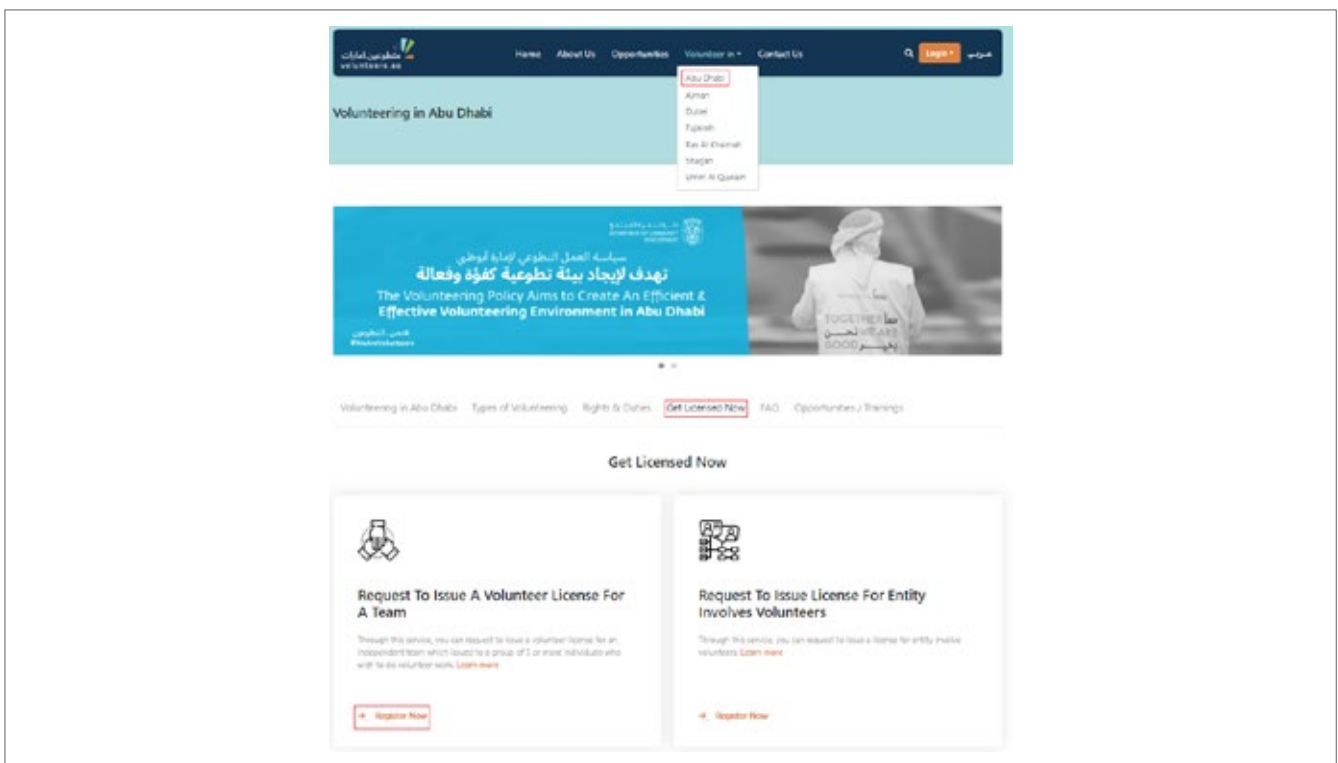 متطوعين.امارات
volunteers.ae
Home About Us Opportunities Volunteer in Contact Us Login عربي
Abu Dhabi
Ajman
Dubai
Fujairah
Ras Al Khaimah
Sharjah
Umm Al Quwain
Volunteering in Abu Dhabi
سياسة العمل التطوعي لإمارة أبوظبي
تهدف لإيجاد بيئة تطوعية كفؤة وفعالة
The Volunteering Policy Aims to Create An Efficient &
Effective Volunteering Environment in Abu Dhabi
معاً
TOGETHER
WE ARE
نحن
GOOD
بخير
Volunteering in Abu Dhabi Types of Volunteering Rights & Duties Get Licensed Now FAQ Opportunities / Trainings
Get Licensed Now
Request To Issue A Volunteer License For
A Team
Through this service, you can request to issue a volunteer license for an
independent team which issued to a group of 5 or more individuals who
wish to do volunteer work. Learn more
Register Now
Request To Issue License For Entity
Involves Volunteers
Through this service, you can request to issue a license for entity involve
volunteers. Learn more
Register Now